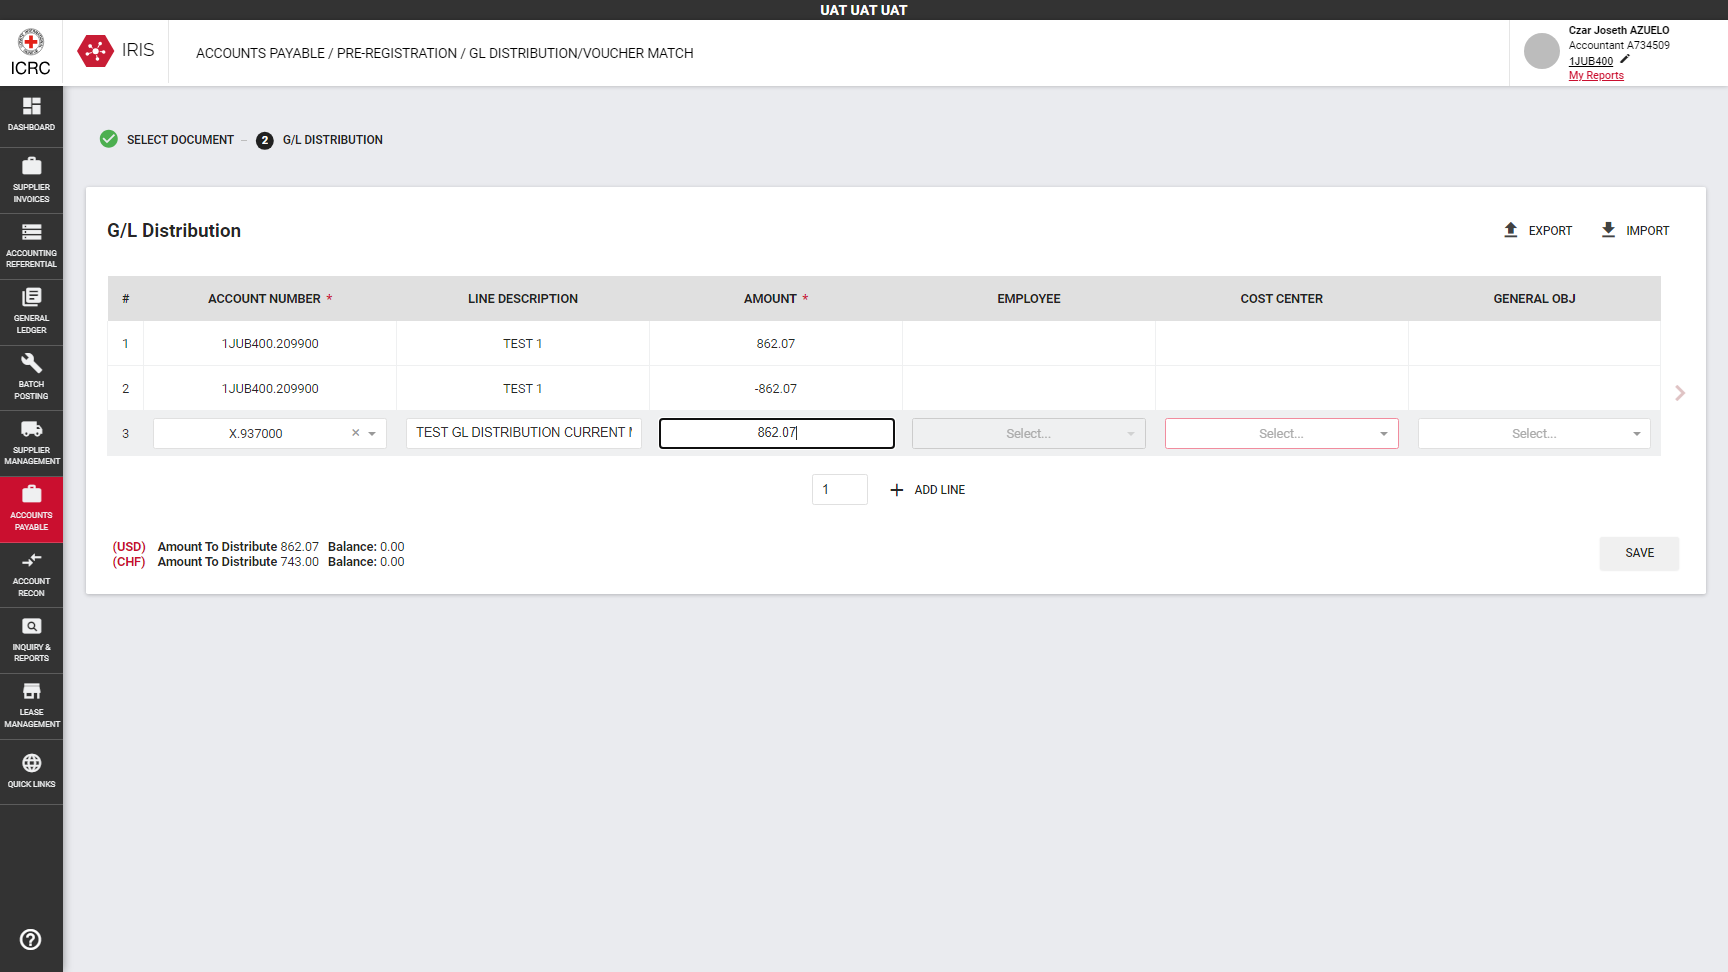 UAT UAT UAT
ICRC
IRIS
ACCOUNTS PAYABLE / PRE-REGISTRATION / GL DISTRIBUTION/VOUCHER MATCH
Czar Joseth AZUELO
Accountant A734509
1JUB400
My Reports
DASHBOARD
SUPPLIER
INVOICES
ACCOUNTING
REFERENTIAL
GENERAL
LEDGER
BATCH
POSTING
SUPPLIER
MANAGEMENT
ACCOUNTS
PAYABLE
ACCOUNT
RECON
INQUIRY &
REPORTS
LEASE
MANAGEMENT
QUICK LINKS
SELECT DOCUMENT – 2 G/L DISTRIBUTION
G/L Distribution
EXPORT IMPORT
# ACCOUNT NUMBER * LINE DESCRIPTION AMOUNT * EMPLOYEE COST CENTER GENERAL OBJ
1 1JUB400.209900 TEST 1 862.07
2 1JUB400.209900 TEST 1 -862.07
3 X.937000 × TEST GL DISTRIBUTION CURRENT 862.07 Select... Select... Select...
1 + ADD LINE
(USD) Amount To Distribute 862.07 Balance: 0.00
(CHF) Amount To Distribute 743.00 Balance: 0.00
SAVE